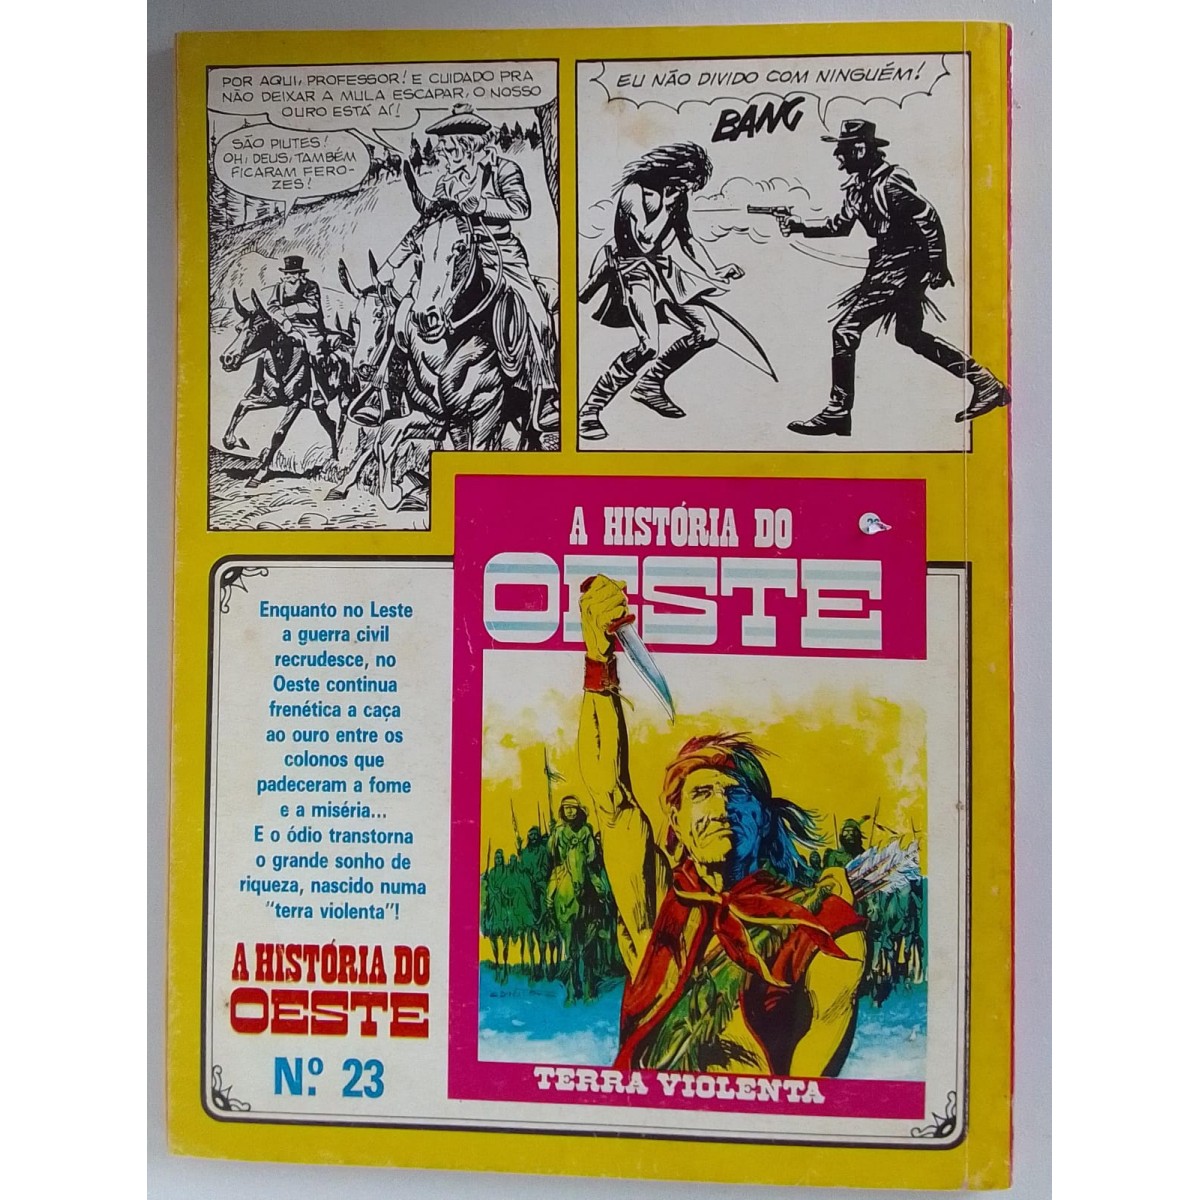 POR AQUI, PROFESSOR! E CUIDADO PRA
NÃO DEIXAR A MULA ESCAPAR, O NOSSO
OURO ESTÁ AÍ!
SÃO PIUTES!
OH, DEUS, TAMBÉM
FICARAM FERO-
ZES!
EU NÃO DIVIDO COM NINGUÉM!
BANG
A HISTÓRIA DO
OESTE
TERRA VIOLENTA
Enquanto no Leste
a guerra civil
recrudesce, no
Oeste continua
frenética a caça
ao ouro entre os
colonos que
padeceram a fome
e a miséria...
E o ódio transtorna
o grande sonho de
riqueza, nascido numa
"terra violenta"!
A HISTÓRIA DO
OESTE
N.º 23